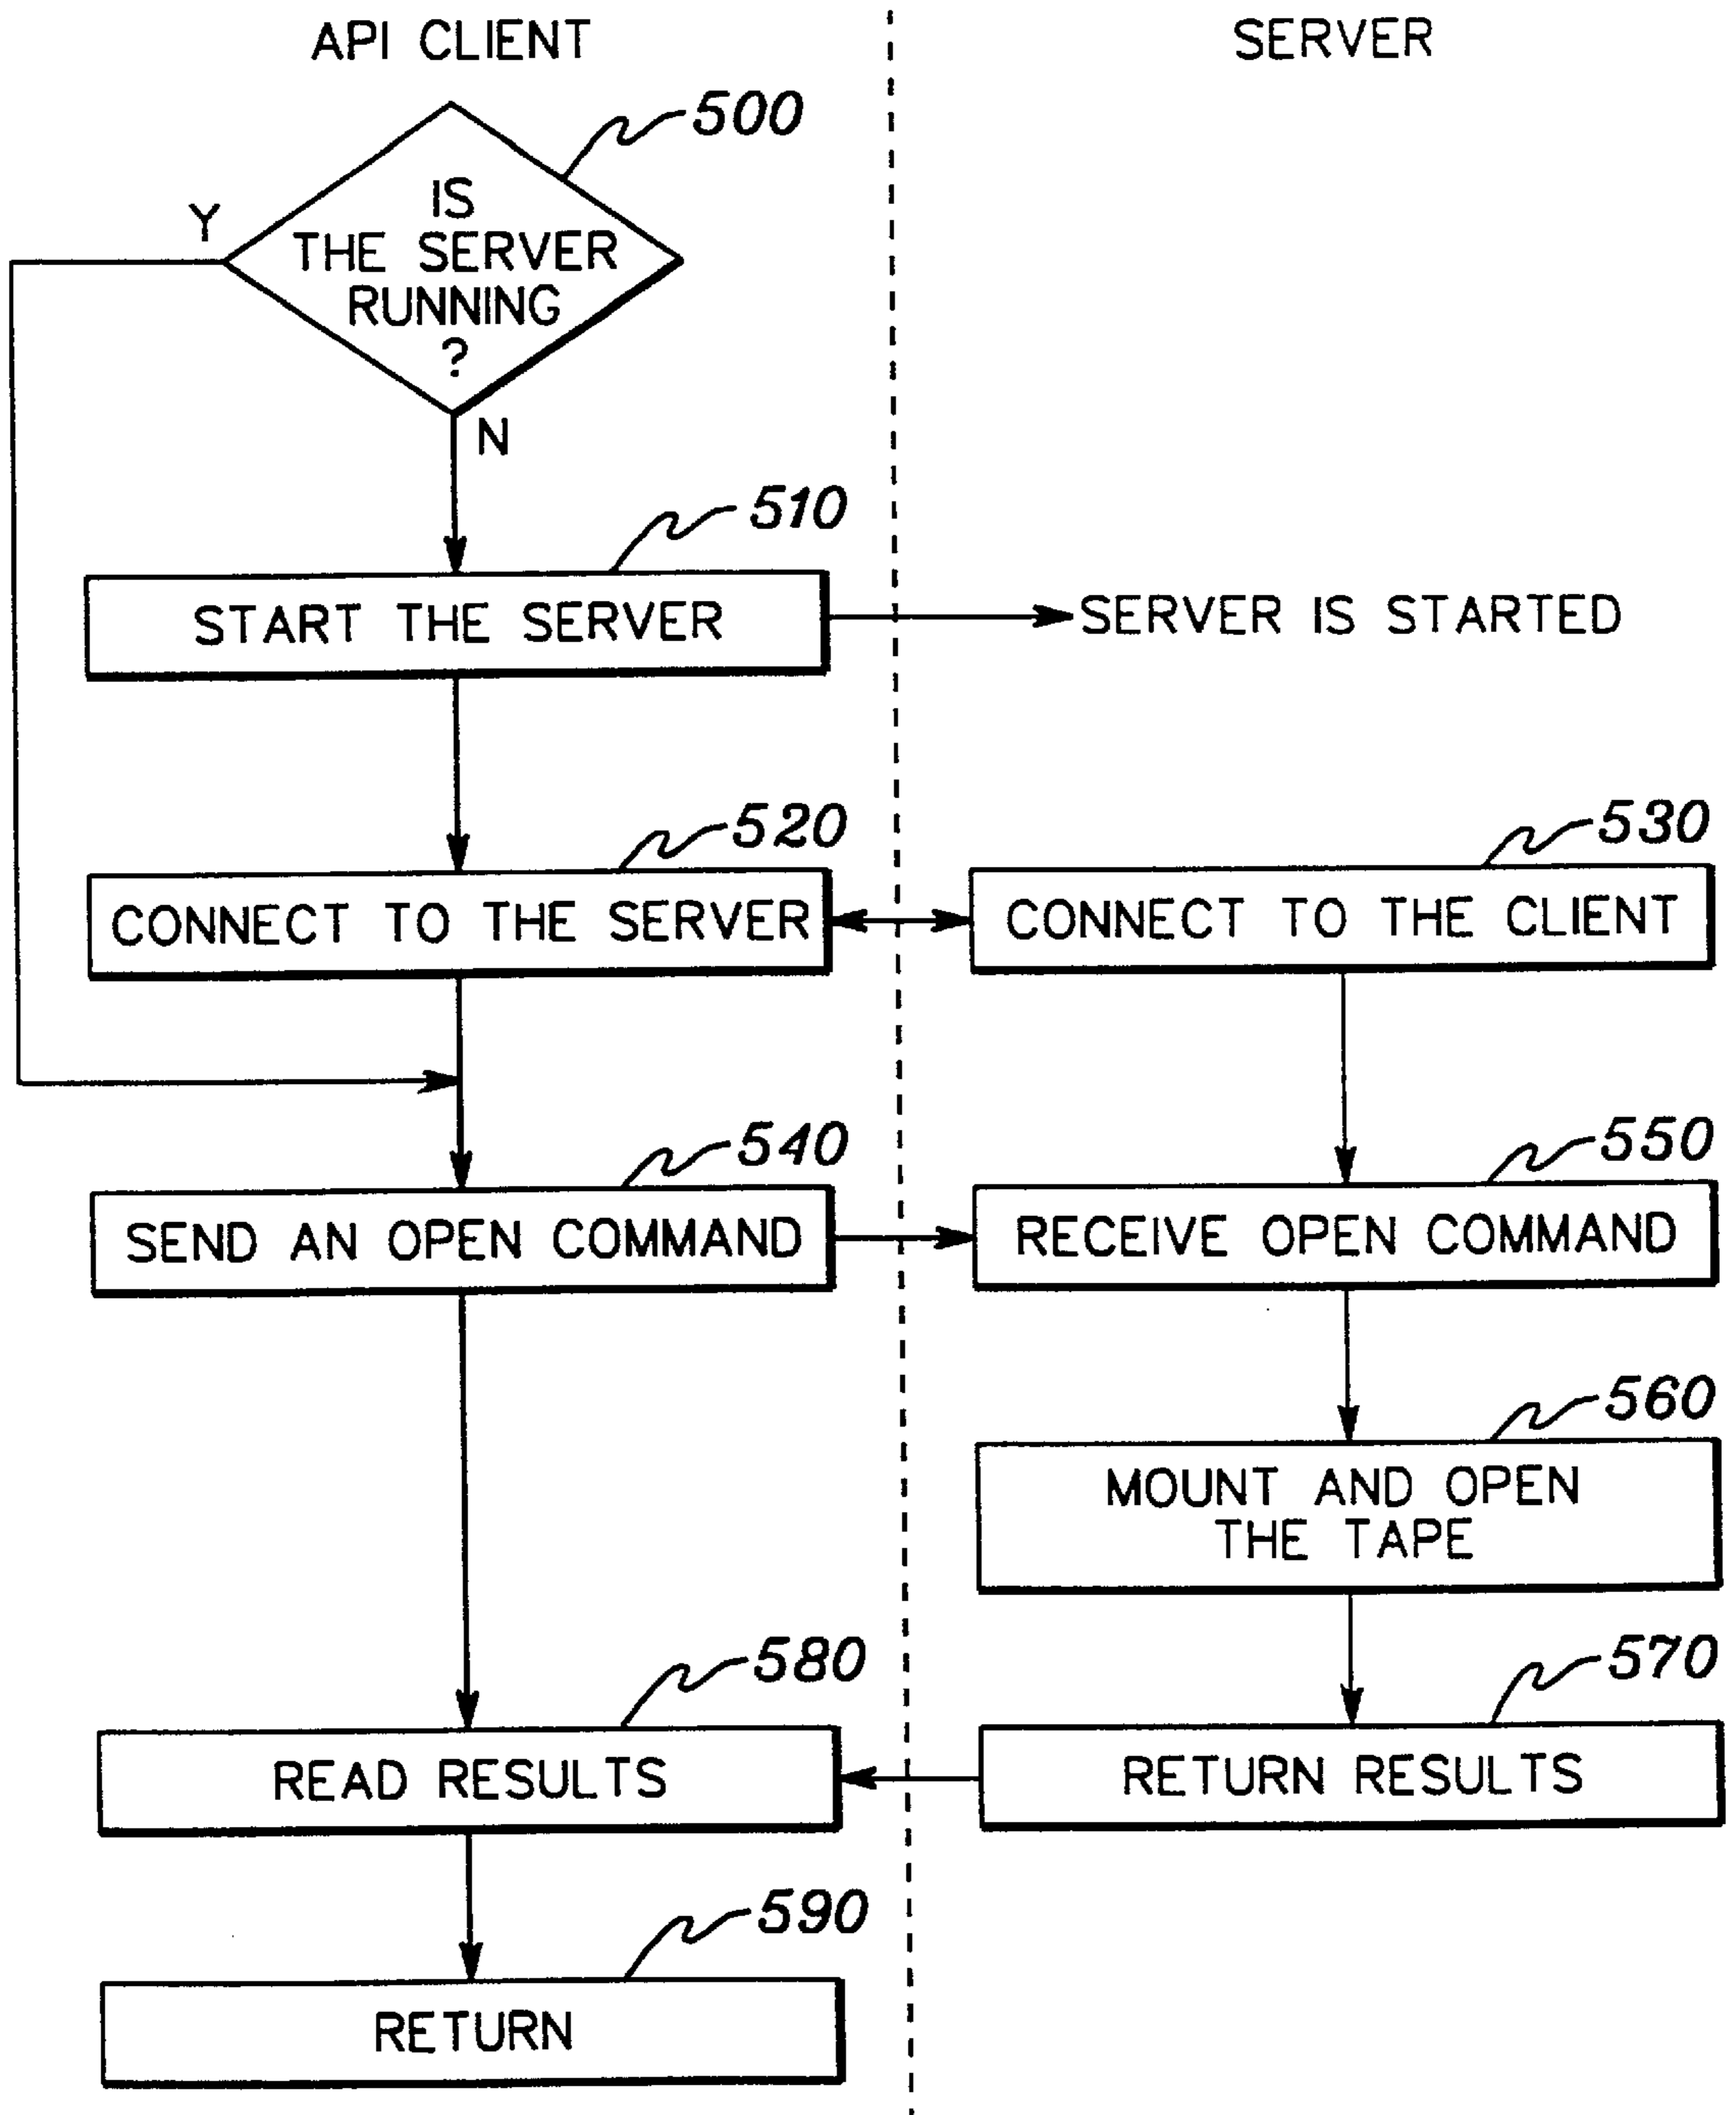 API CLIENT
SERVER
500
IS
THE SERVER
RUNNING
?
Y
N
510
START THE SERVER
SERVER IS STARTED
520
CONNECT TO THE SERVER
530
CONNECT TO THE CLIENT
540
SEND AN OPEN COMMAND
550
RECEIVE OPEN COMMAND
560
MOUNT AND OPEN
THE TAPE
570
RETURN RESULTS
580
READ RESULTS
590
RETURN